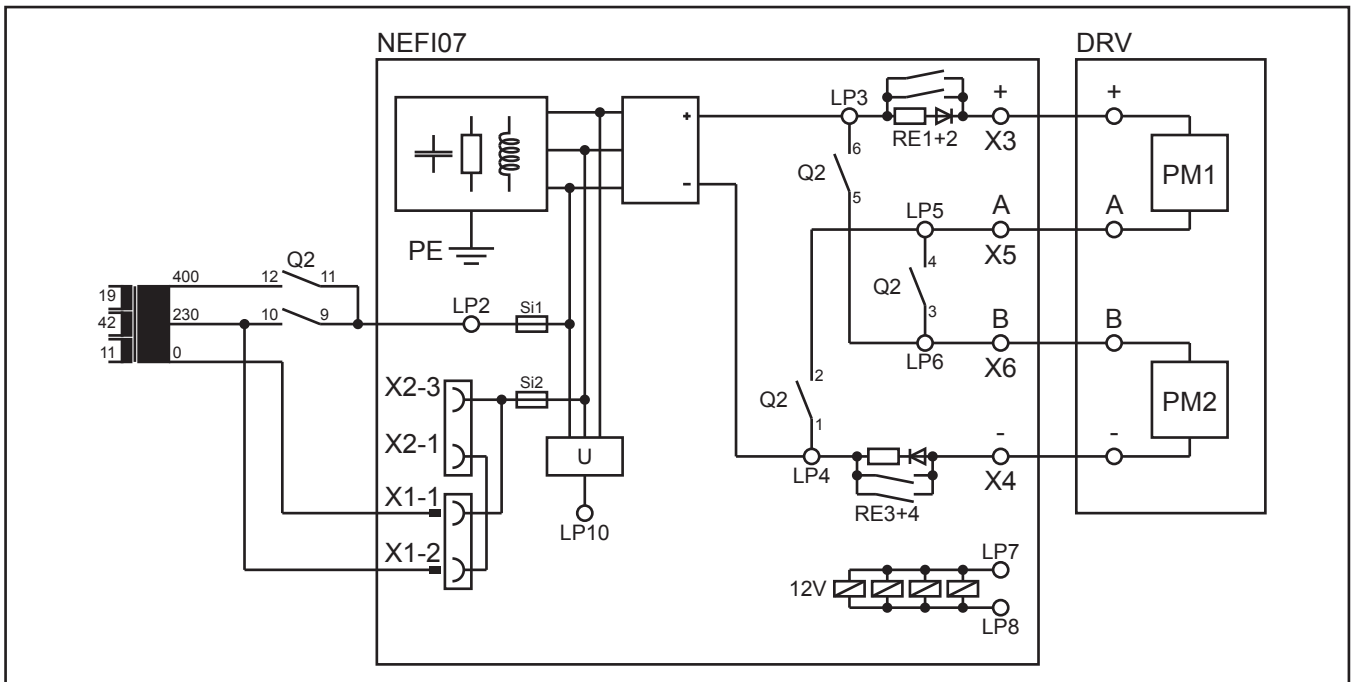 NEFI07
DRV
LP3
+
+
+
RE1+2
X3
6
Q2
5
-
PM1
LP5
A
A
X5
PE
4
Q2
3
400
12
Q2
11
19
230
10
9
LP2
Si1
42
B
B
LP6
X6
11
0
X2-3
Si2
2
Q2
1
PM2
X2-1
U
-
-
LP4
X4
X1-1
RE3+4
LP10
X1-2
LP7
12V
LP8